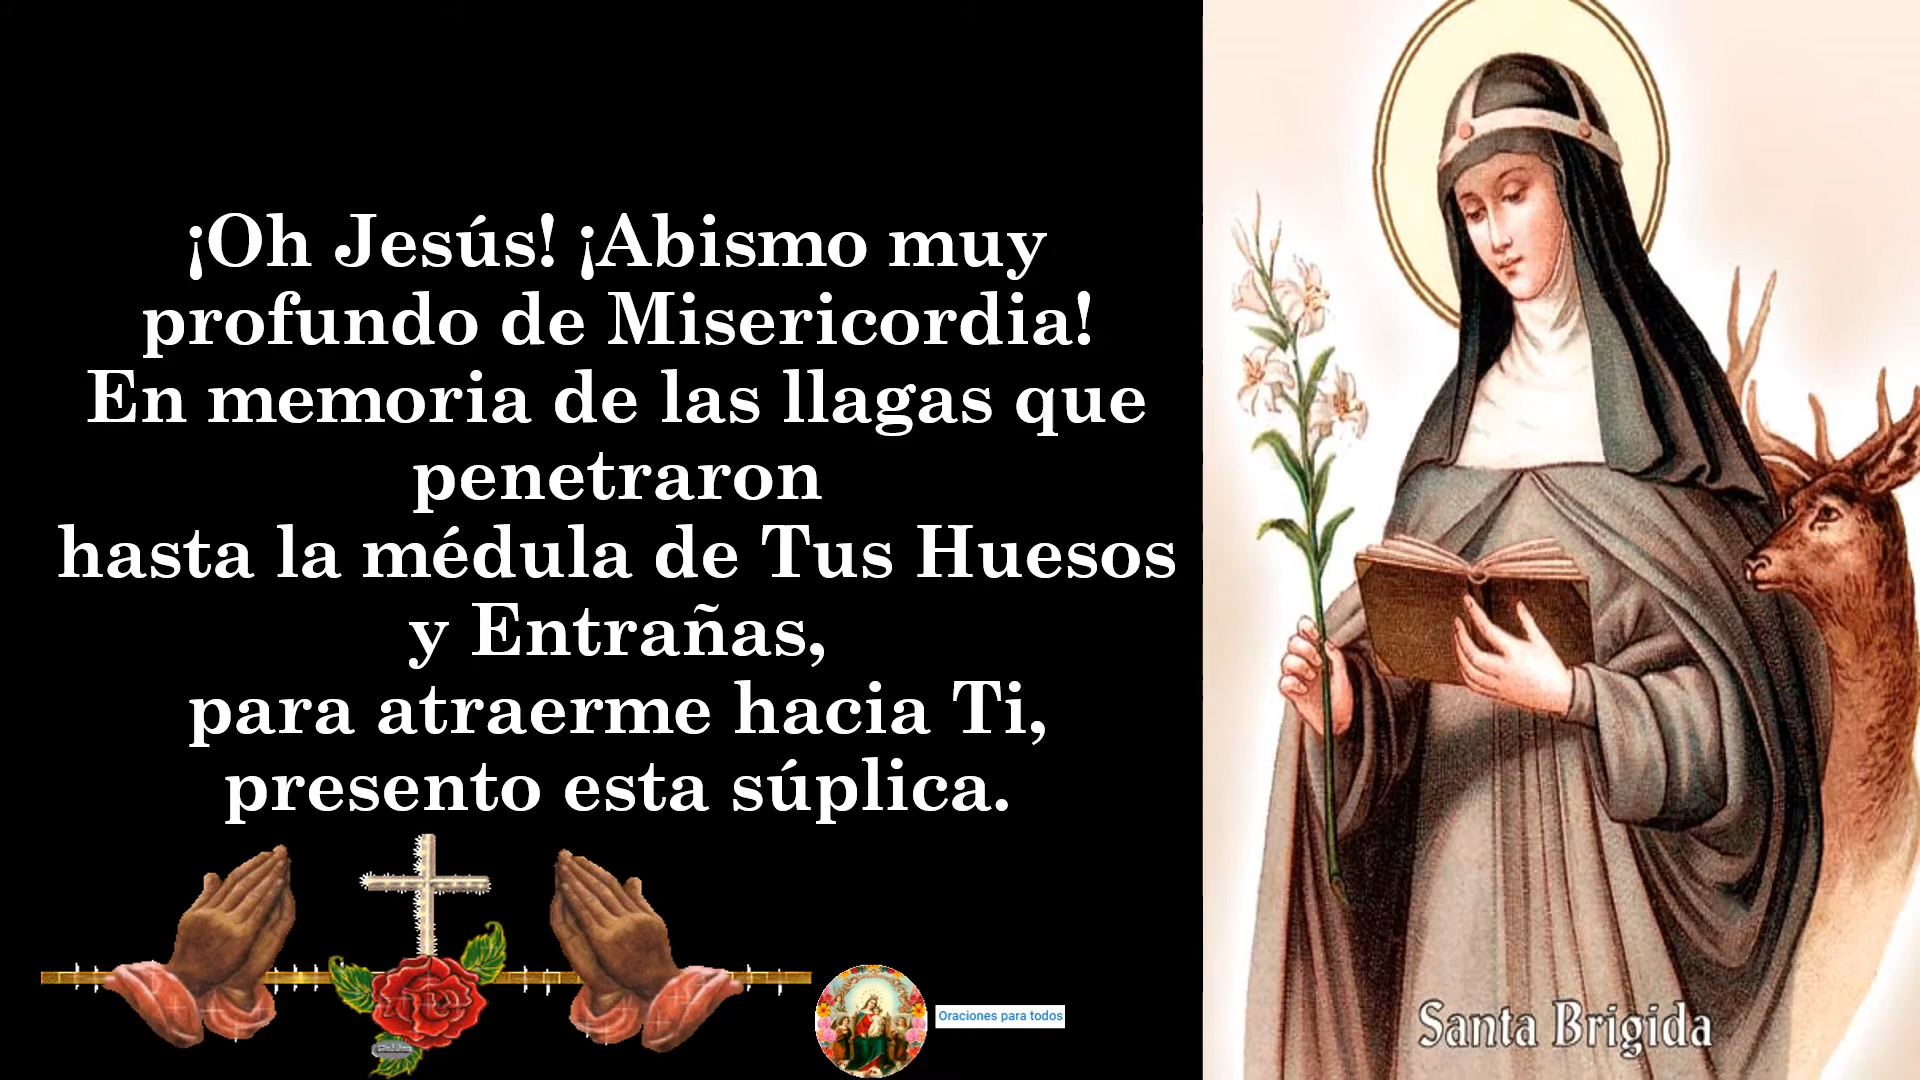 ¡Oh Jesús! ¡Abismo muy
profundo de Misericordia!
En memoria de las llagas que
penetraron
hasta la médula de Tus Huesos
y Entrañas,
para atraerme hacia Ti,
presento esta súplica.
Oraciones para todos
Santa Brigida